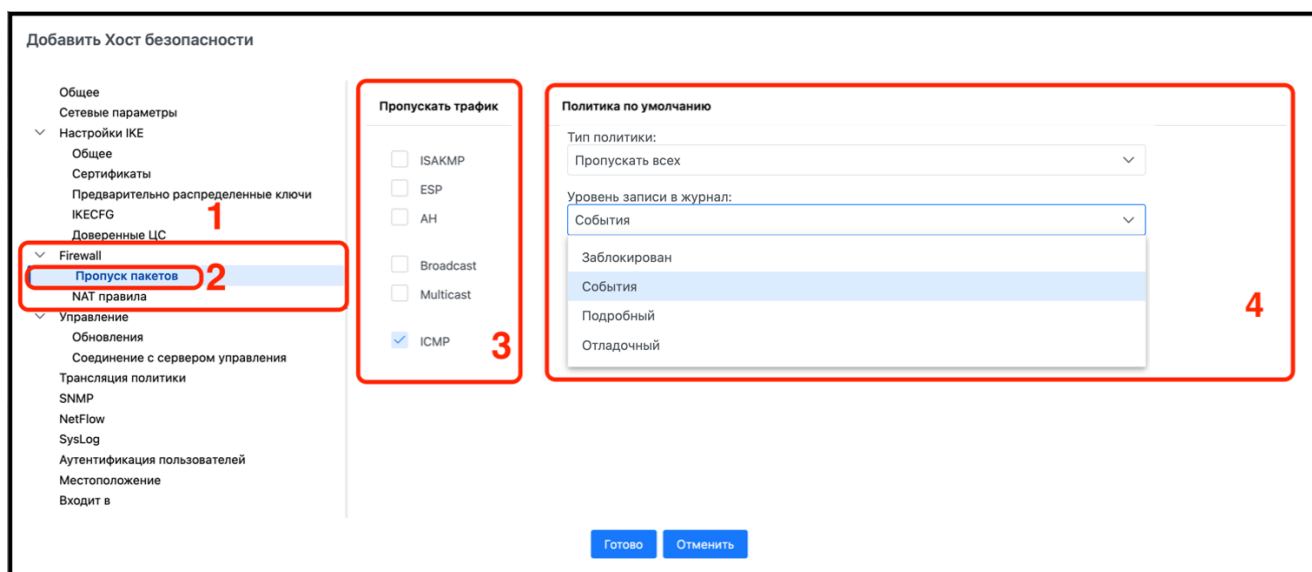 Добавить Хост безопасности
Общее
Сетевые параметры
Настройки IKE
Общее
Сертификаты
Предварительно распределенные ключи
IKECFG
1
Доверенные ЦС
Firewall
Пропуск пакетов
2
NAT правила
Управление
Обновления
Соединение с сервером управления
Трансляция политики
SNMP
NetFlow
SysLog
Аутентификация пользователей
Местоположение
Входит в
Пропускать трафик
ISAKMP
ESP
AH
Broadcast
Multicast
ICMP
3
Политика по умолчанию
Тип политики:
Пропускать всех
Уровень записи в журнал:
События
Заблокирован
События
Подробный
Отладочный
4
Готово
Отменить